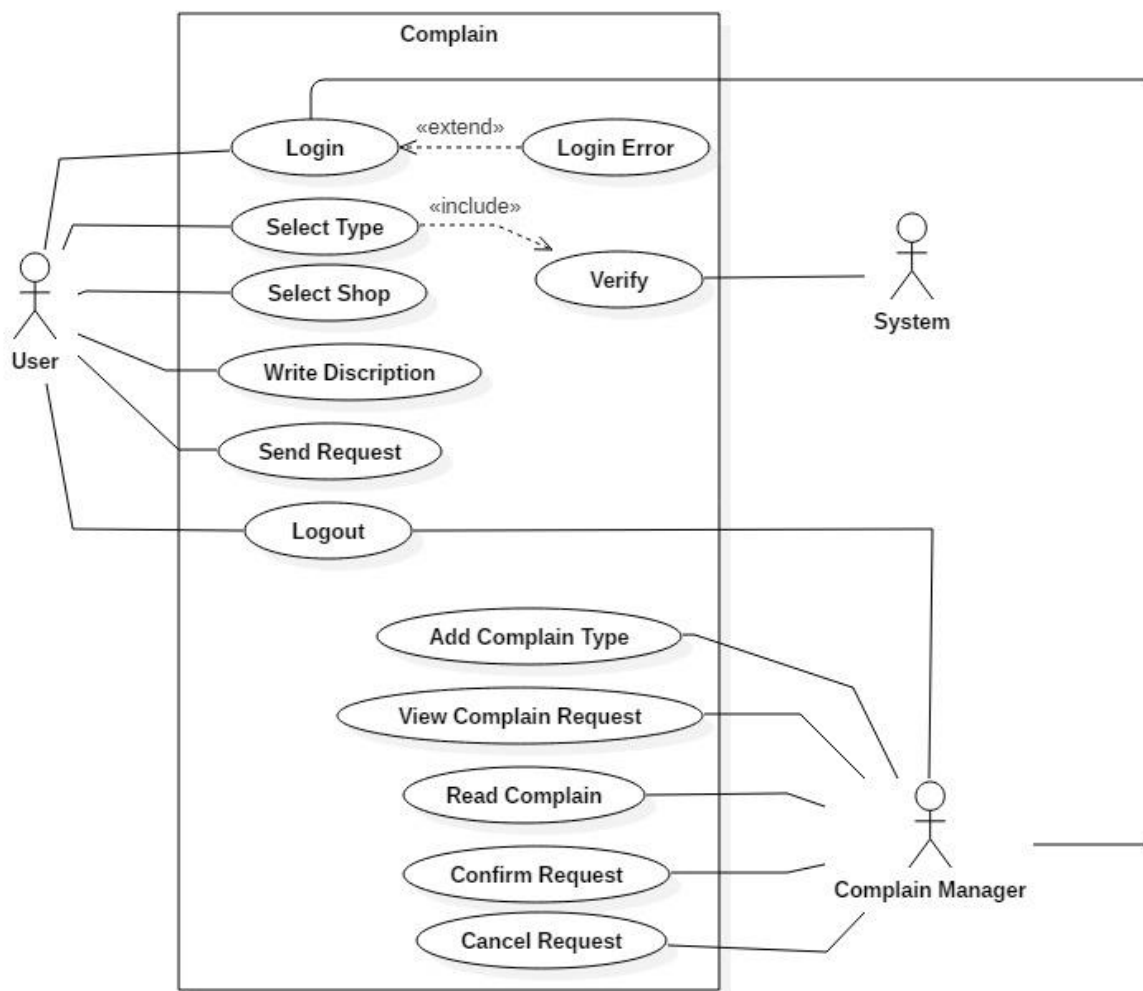 Complain
Login
«extend»
Login Error
Select Type
«include»
Verify
Select Shop
System
User
Write Discription
Send Request
Logout
Add Complain Type
View Complain Request
Read Complain
Confirm Request
Complain Manager
Cancel Request